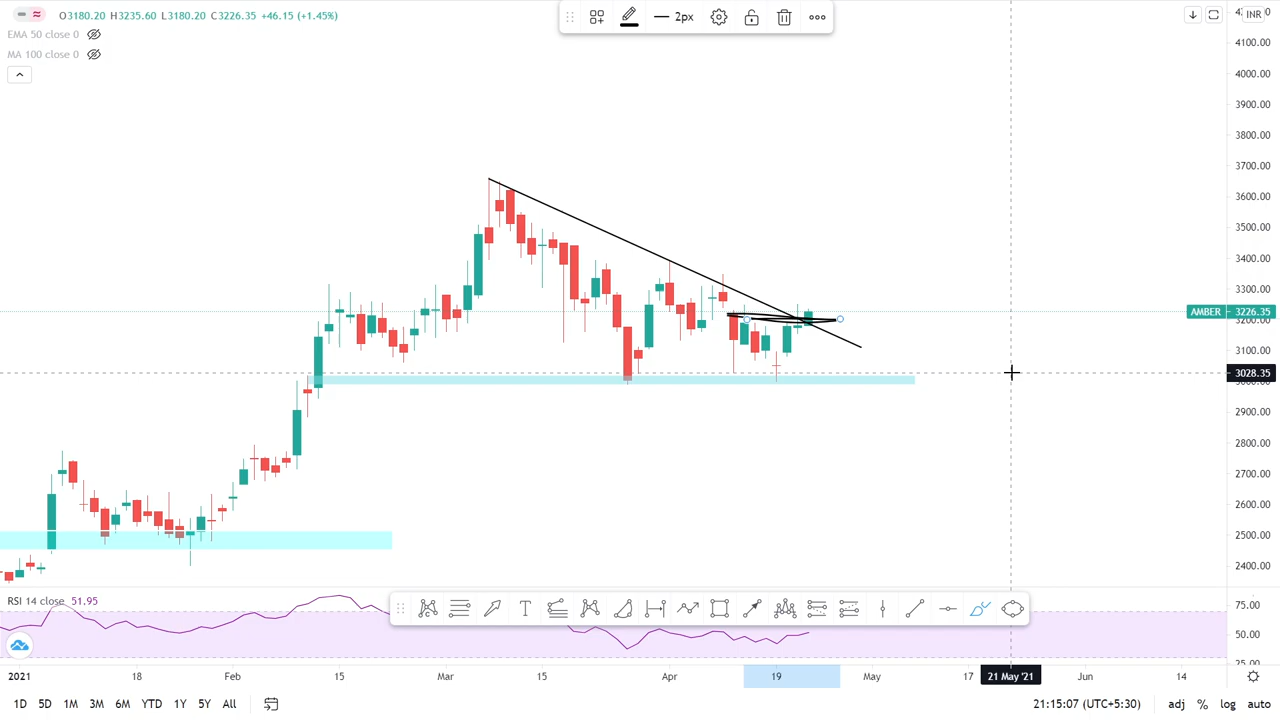 O3180.20 H3235.60 L3180.20 C3226.35 +46.15 (+1.45%)
EMA 50 close 0
MA 100 close 0
2px
INR
4100.00
4000.00
3900.00
3800.00
3700.00
3600.00
3500.00
3400.00
3300.00
AMBER 3226.35
3100.00
3028.35
2900.00
2800.00
2700.00
2600.00
2500.00
2400.00
RSI 14 close 51.95
75.00
50.00
25.00
2021 18 Feb 15 Mar 15 Apr 19 May 17 21 May '21 Jun 14
1D 5D 1M 3M 6M YTD 1Y 5Y All 21:15:07 (UTC+5:30) adj % log auto